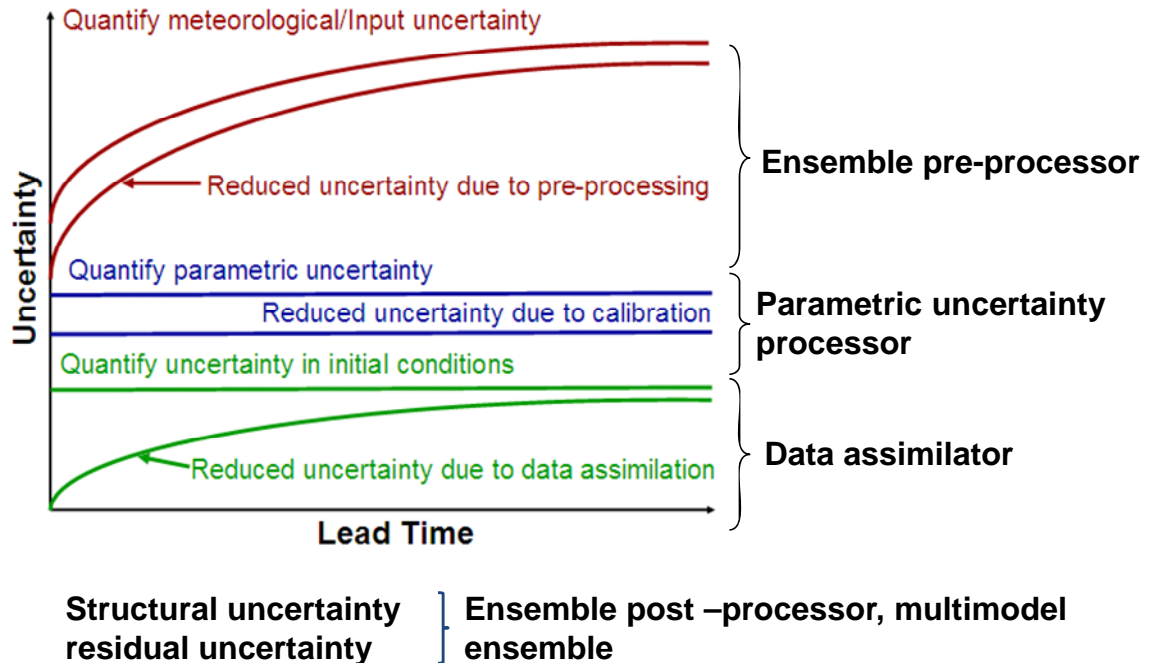 Quantify meteorological/Input uncertainty
Reduced uncertainty due to pre-processing
Ensemble pre-processor
Uncertainty
Quantify parametric uncertainty
Reduced uncertainty due to calibration
Parametric uncertainty
processor
Quantify uncertainty in initial conditions
Reduced uncertainty due to data assimilation
Data assimilator
Lead Time
Structural uncertainty
residual uncertainty
Ensemble post –processor, multimodel
ensemble